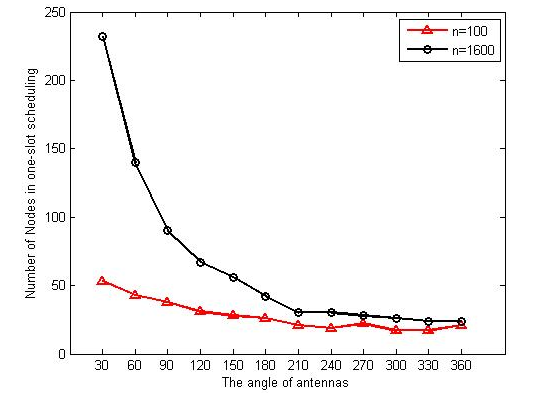 250
n=100
n=1600
200
150
100
50
0
Number of Nodes in one-slot scheduling
30 60 90 120 150 180 210 240 270 300 330 360
The angle of antennas